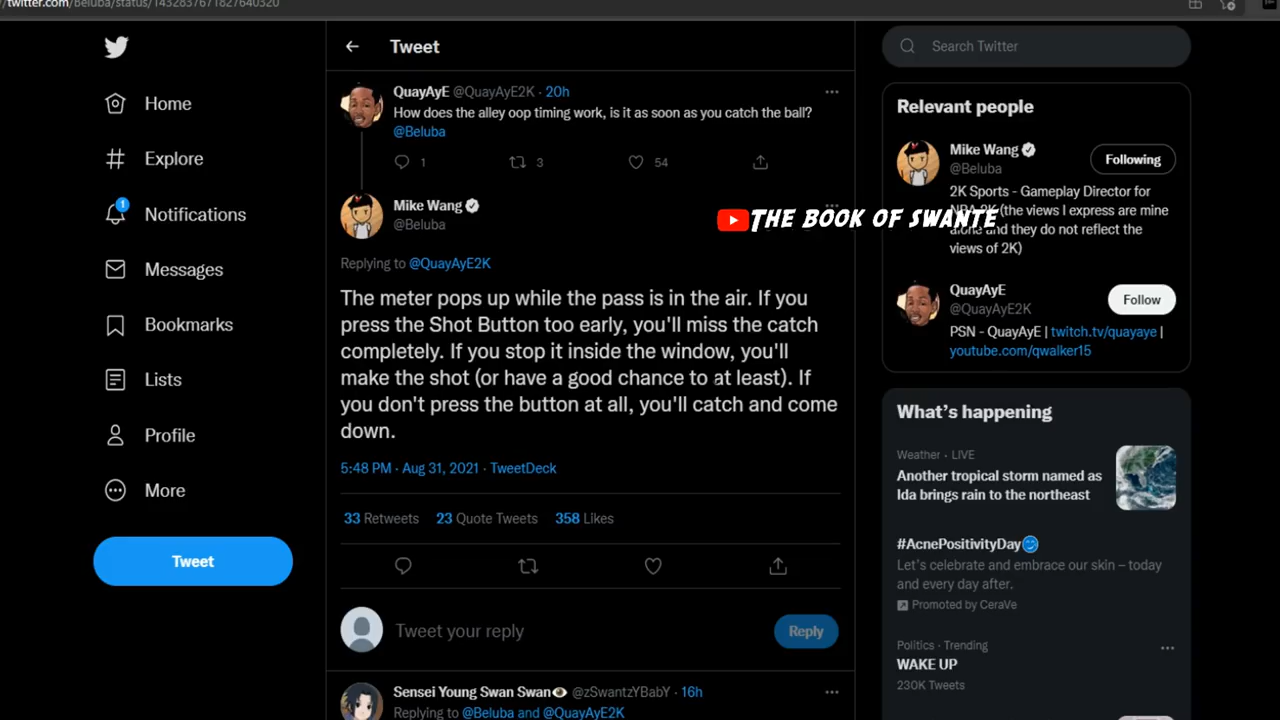 /twitter.com/beluba/status/1432837671827640320
Tweet
Search Twitter
Home
Explore
1
Notifications
Messages
Bookmarks
Lists
Profile
More
Tweet
QuayAyE @QuayAyE2K · 20h
How does the alley oop timing work, is it as soon as you catch the ball?
@Beluba
1 3 54
Mike Wang
@Beluba
THE BOOK OF SWANTE
Replying to @QuayAyE2K
The meter pops up while the pass is in the air. If you
press the Shot Button too early, you'll miss the catch
completely. If you stop it inside the window, you'll
make the shot (or have a good chance to at least). If
you don't press the button at all, you'll catch and come
down.
5:48 PM · Aug 31, 2021 · TweetDeck
33 Retweets 23 Quote Tweets 358 Likes
Tweet your reply
Reply
Sensei Young Swan Swan @zSwantzYBabY · 16h
Replying to @Beluba and @QuayAyE2K
Relevant people
Mike Wang
@Beluba
Following
2K Sports - Gameplay Director for
NBA 2K (the views I express are mine
alone and they do not reflect the
views of 2K)
QuayAyE
@QuayAyE2K
Follow
PSN - QuayAyE | twitch.tv/quayaye |
youtube.com/qwalker15
What's happening
Weather · LIVE
Another tropical storm named as
Ida brings rain to the northeast
#AcnePositivityDay
Let's celebrate and embrace our skin – today
and every day after.
Promoted by CeraVe
Politics · Trending
WAKE UP
230K Tweets